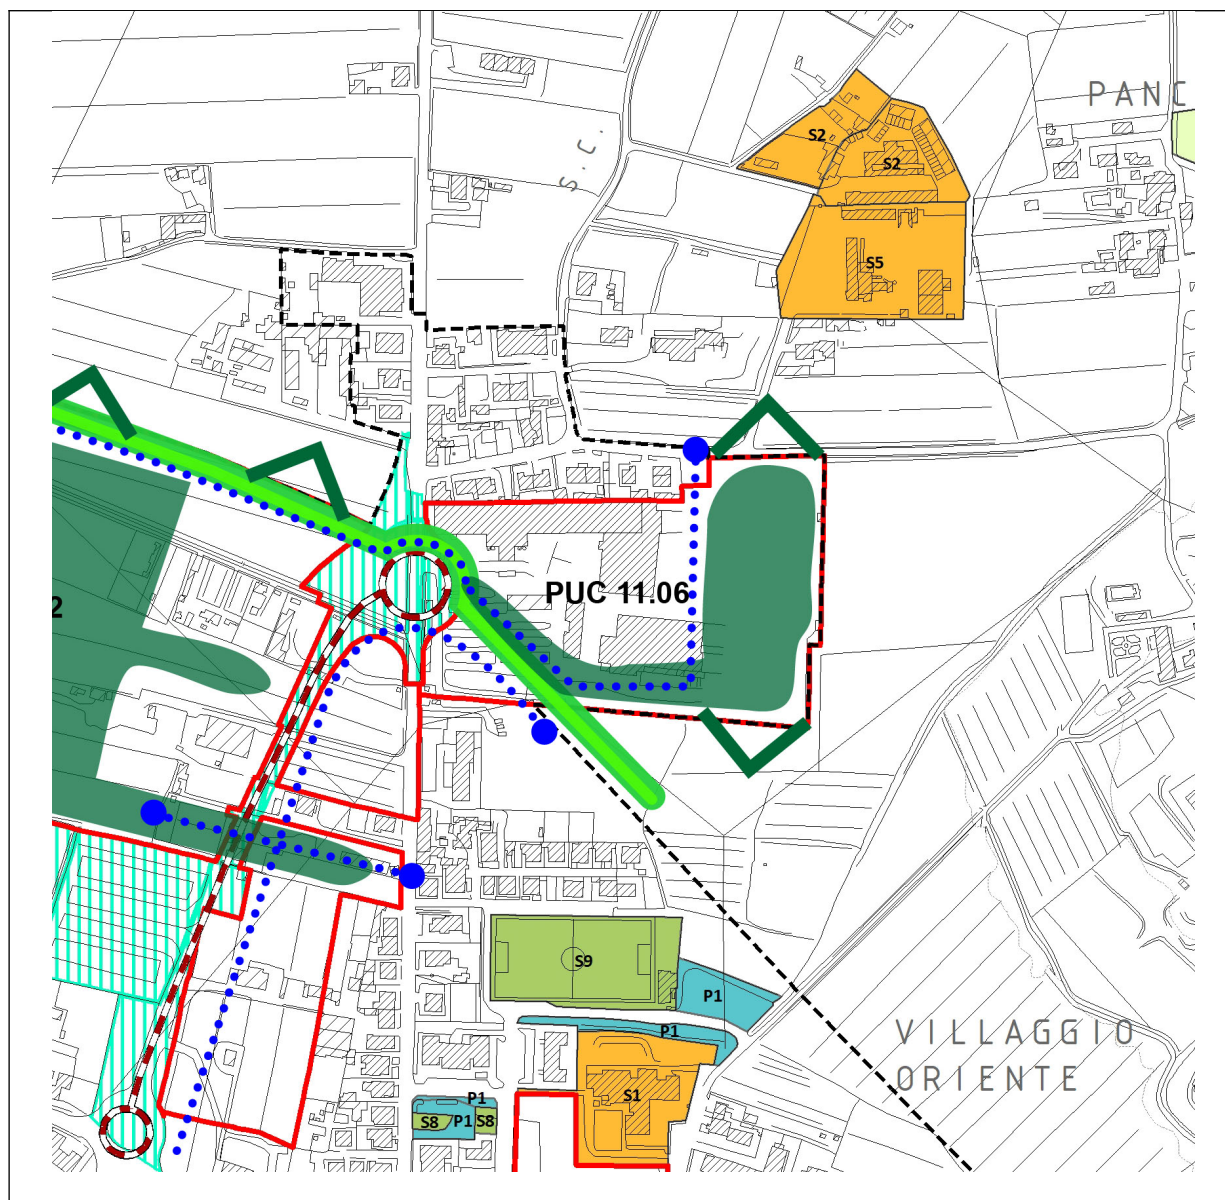 PANC
S2
S2
S.C.
S5
PUC 11.06
2
S9
P1
P1
VILLAGGIO
ORIENTE
S1
P1
S8
P1
S8